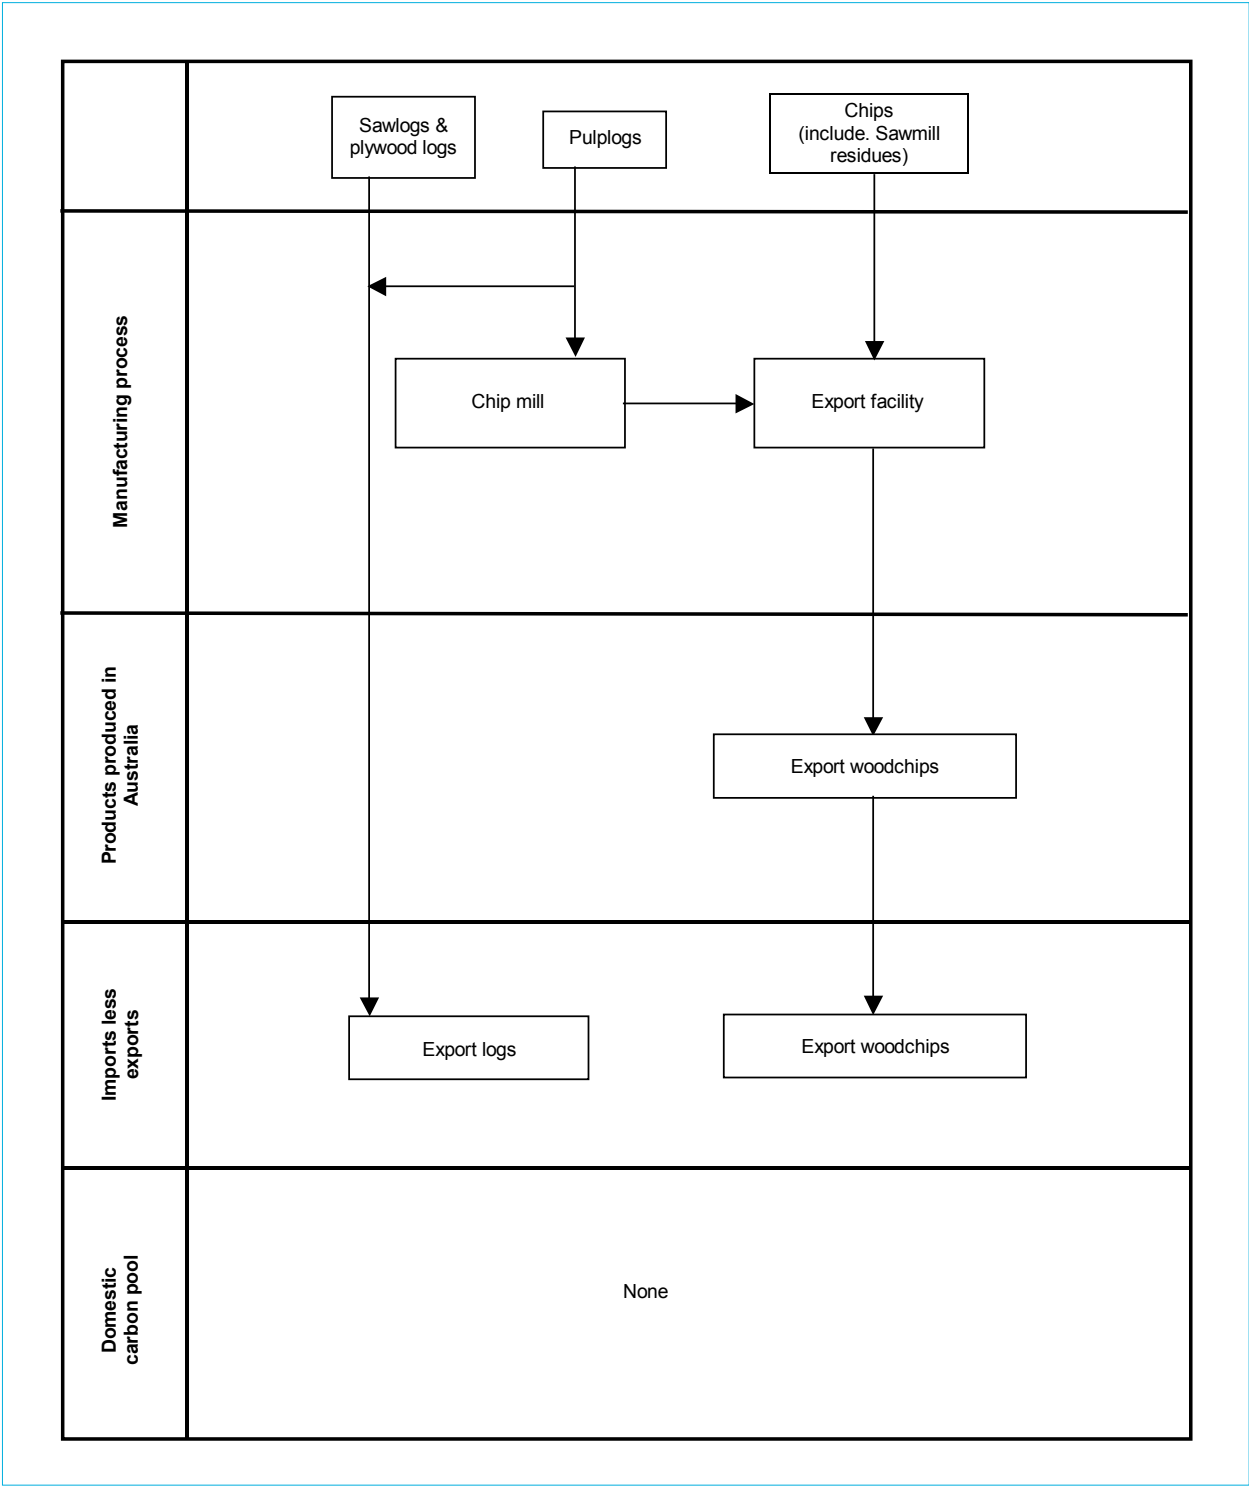 Sawlogs &
plywood logs
Pulplogs
Chips
(include. Sawmill
residues)
Manufacturing process
Chip mill
Export facility
Products produced in
Australia
Export woodchips
Imports less
exports
Export logs
Export woodchips
Domestic
carbon pool
None